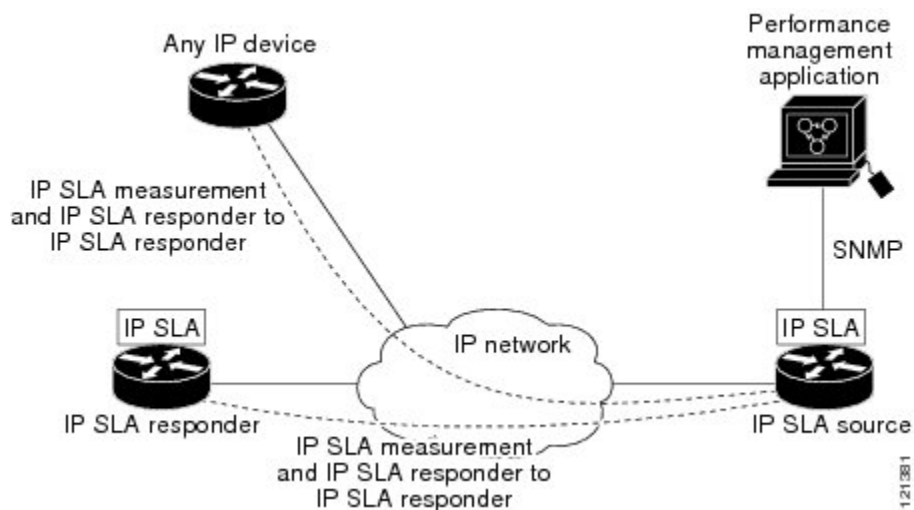 Any IP device
Performance
management
application
IP SLA measurement
and IP SLA responder to
IP SLA responder
SNMP
IP SLA
IP network
IP SLA
IP SLA responder
IP SLA source
IP SLA measurement
and IP SLA responder to
IP SLA responder
121381